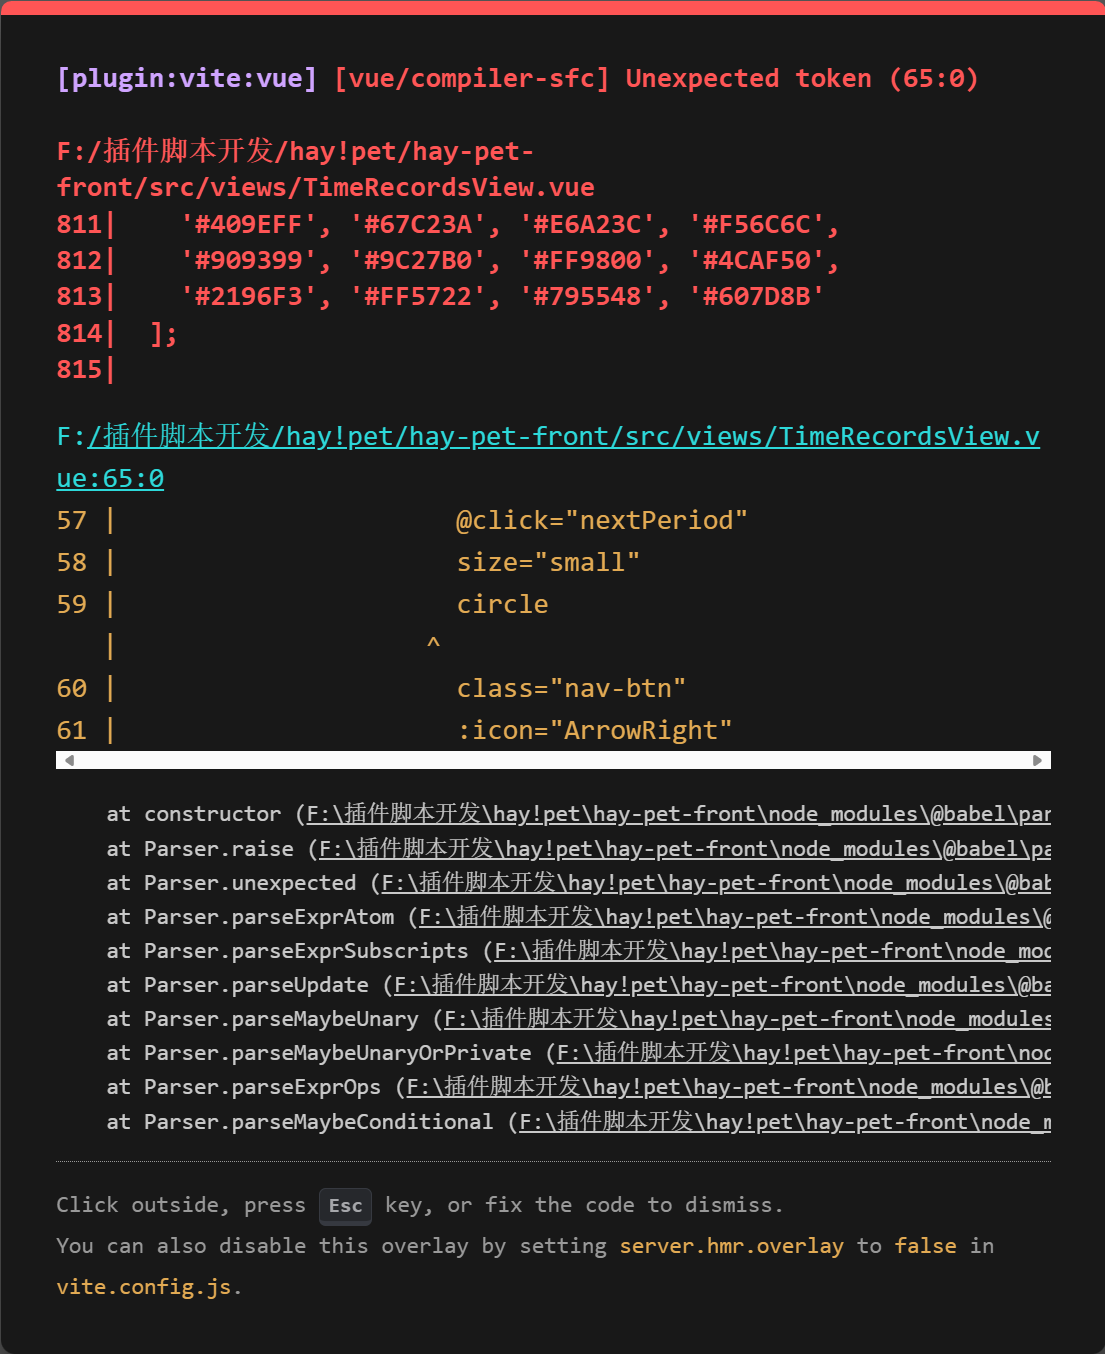 [plugin:vite:vue] [vue/compiler-sfc] Unexpected token (65:0)
F:/插件脚本开发/hay!pet/hay-pet-
front/src/views/TimeRecordsView.vue
811|    '#409EFF', '#67C23A', '#E6A23C', '#F56C6C',
812|    '#909399', '#9C27B0', '#FF9800', '#4CAF50',
813|    '#2196F3', '#FF5722', '#795548', '#607D8B'
814|  ];
815|
F:/插件脚本开发/hay!pet/hay-pet-front/src/views/TimeRecordsView.v
ue:65:0
57 |                      @click="nextPeriod"
58 |                      size="small"
59 |                      circle
   |                    ^
60 |                      class="nav-btn"
61 |                      :icon="ArrowRight"
at constructor (F:\插件脚本开发\hay!pet\hay-pet-front\node_modules\@babel\par
at Parser.raise (F:\插件脚本开发\hay!pet\hay-pet-front\node_modules\@babel\pa
at Parser.unexpected (F:\插件脚本开发\hay!pet\hay-pet-front\node_modules\@bab
at Parser.parseExprAtom (F:\插件脚本开发\hay!pet\hay-pet-front\node_modules\@
at Parser.parseExprSubscripts (F:\插件脚本开发\hay!pet\hay-pet-front\node_mod
at Parser.parseUpdate (F:\插件脚本开发\hay!pet\hay-pet-front\node_modules\@ba
at Parser.parseMaybeUnary (F:\插件脚本开发\hay!pet\hay-pet-front\node_modules
at Parser.parseMaybeUnaryOrPrivate (F:\插件脚本开发\hay!pet\hay-pet-front\nod
at Parser.parseExprOps (F:\插件脚本开发\hay!pet\hay-pet-front\node_modules\@b
at Parser.parseMaybeConditional (F:\插件脚本开发\hay!pet\hay-pet-front\node_m
Click outside, press Esc key, or fix the code to dismiss.
You can also disable this overlay by setting server.hmr.overlay to false in
vite.config.js.